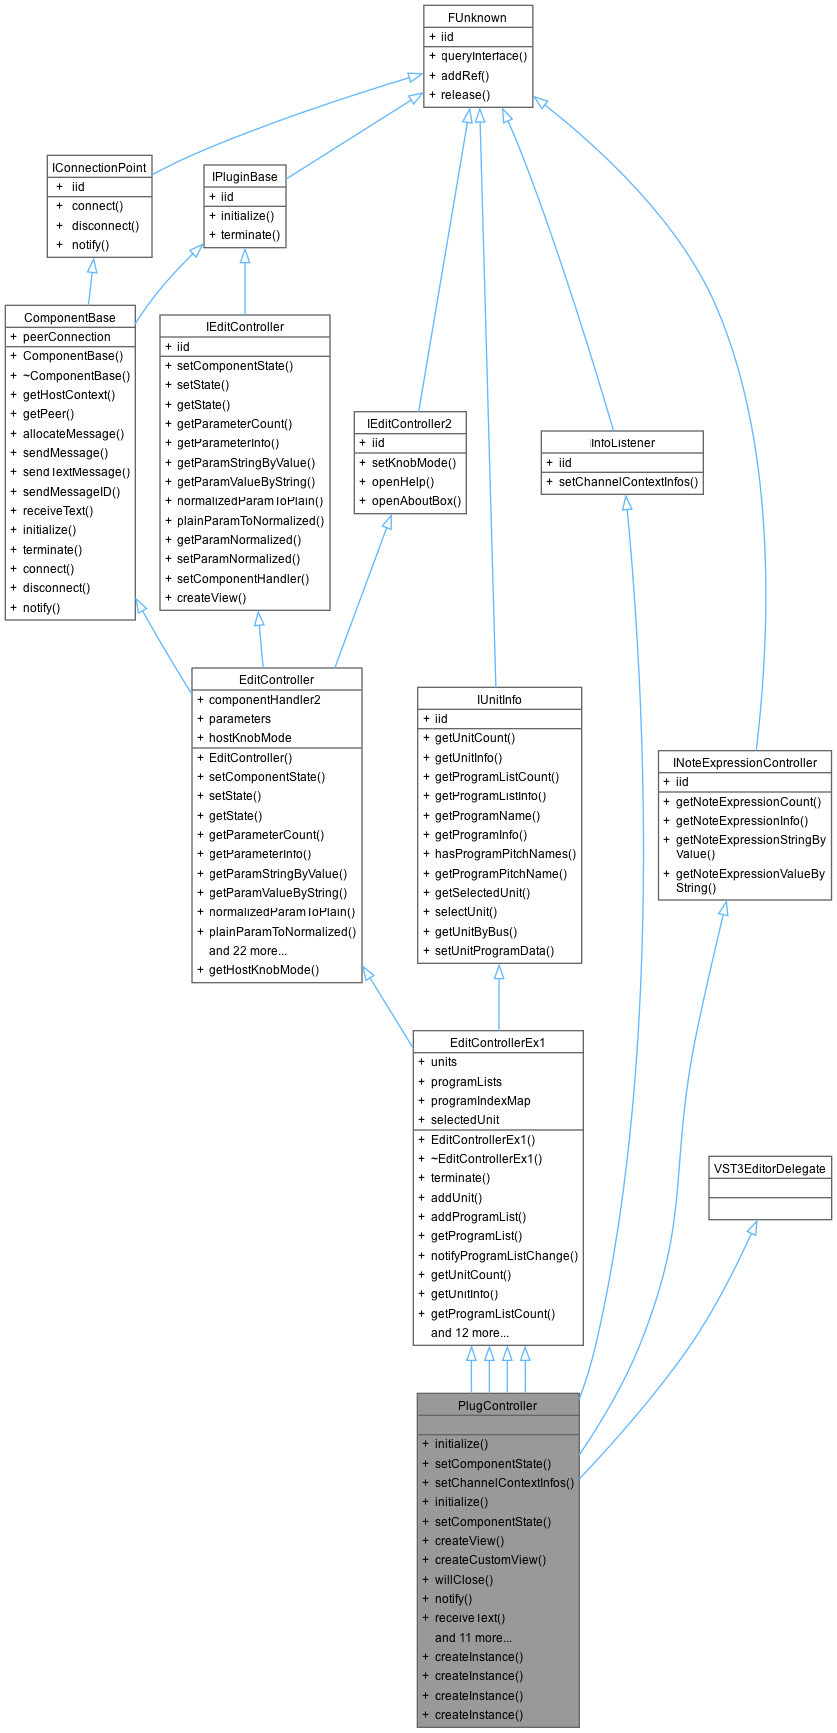 FUnknown
+ iid
+ queryInterface()
+ addRef()
+ release()
IConnectionPoint
+ iid
+ connect()
+ disconnect()
+ notify()
IPluginBase
+ iid
+ initialize()
+ terminate()
ComponentBase
+ peerConnection
+ ComponentBase()
+ ~ComponentBase()
+ getHostContext()
+ getPeer()
+ allocateMessage()
+ sendMessage()
+ sendTextMessage()
+ sendMessageID()
+ receiveText()
+ initialize()
+ terminate()
+ connect()
+ disconnect()
+ notify()
IEditController
+ iid
+ setComponentState()
+ setState()
+ getState()
+ getParameterCount()
+ getParameterInfo()
+ getParamStringByValue()
+ getParamValueByString()
+ normalizedParamToPlain()
+ plainParamToNormalized()
+ getParamNormalized()
+ setParamNormalized()
+ setComponentHandler()
+ createView()
IEditController2
+ iid
+ setKnobMode()
+ openHelp()
+ openAboutBox()
InfoListener
+ iid
+ setChannelContextInfos()
EditController
+ componentHandler2
+ parameters
+ hostKnobMode
+ EditController()
+ setComponentState()
+ setState()
+ getState()
+ getParameterCount()
+ getParameterInfo()
+ getParamStringByValue()
+ getParamValueByString()
+ normalizedParamToPlain()
+ plainParamToNormalized()
and 22 more...
+ getHostKnobMode()
IUnitInfo
+ iid
+ getUnitCount()
+ getUnitInfo()
+ getProgramListCount()
+ getProgramListInfo()
+ getProgramName()
+ getProgramInfo()
+ hasProgramPitchNames()
+ getProgramPitchName()
+ getSelectedUnit()
+ selectUnit()
+ getUnitByBus()
+ setUnitProgramData()
INoteExpressionController
+ iid
+ getNoteExpressionCount()
+ getNoteExpressionInfo()
+ getNoteExpressionStringBy
Value()
+ getNoteExpressionValueBy
String()
EditControllerEx1
+ units
+ programLists
+ programIndexMap
+ selectedUnit
+ EditControllerEx1()
+ ~EditControllerEx1()
+ terminate()
+ addUnit()
+ addProgramList()
+ getProgramList()
+ notifyProgramListChange()
+ getUnitCount()
+ getUnitInfo()
+ getProgramListCount()
and 12 more...
VST3EditorDelegate
PlugController
+ initialize()
+ setComponentState()
+ setChannelContextInfos()
+ initialize()
+ setComponentState()
+ createView()
+ createCustomView()
+ willClose()
+ notify()
+ receiveText()
and 11 more...
+ createInstance()
+ createInstance()
+ createInstance()
+ createInstance()